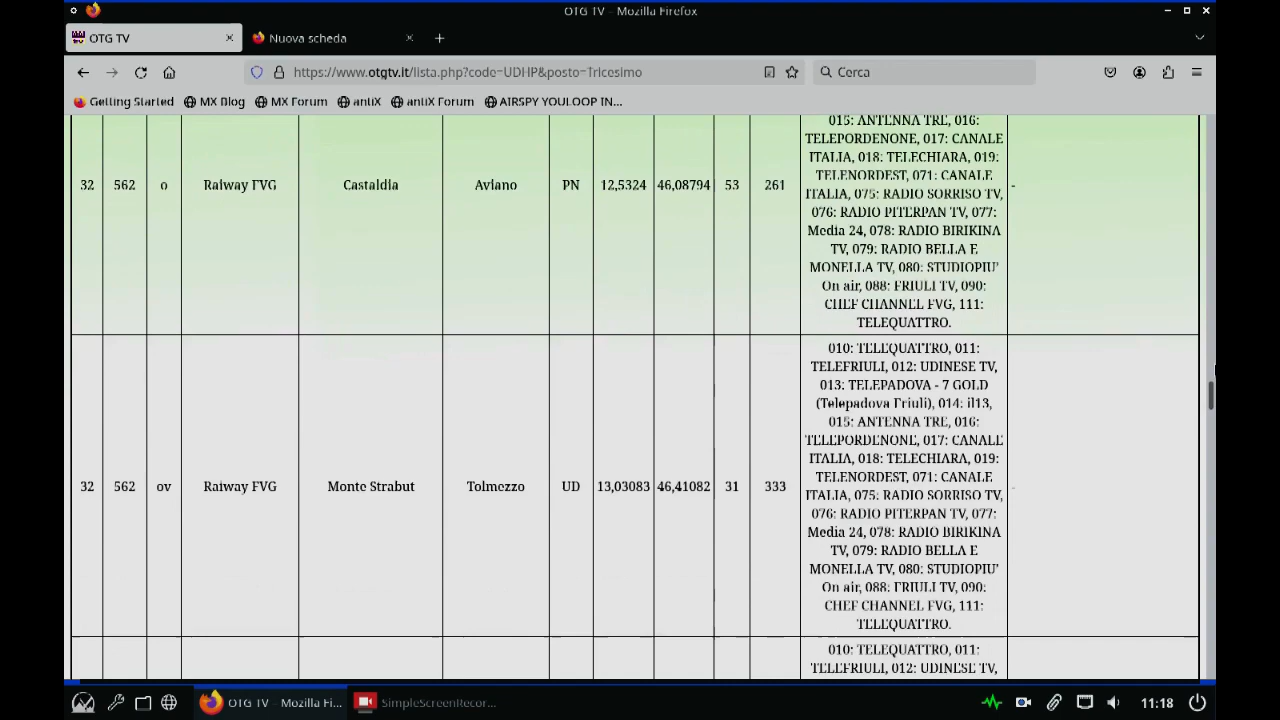 OTG TV – Mozilla Firefox
OTG TV
Nuova scheda
https://www.otgtv.it/lista.php?code=UDHP&posto=Tricesimo
Cerca
Getting Started
MX Blog
MX Forum
antiX
antiX Forum
AIRSPY YOULOOP IN...
32 562 o Raiway FVG Castaldia Aviano PN 12,5324 46,08794 53 261
015: ANTENNA TRE, 016:
TELEPORDENONE, 017: CANALE
ITALIA, 018: TELECHIARA, 019:
TELENORDEST, 071: CANALE
ITALIA, 075: RADIO SORRISO TV,
076: RADIO PITERPAN TV, 077:
Media 24, 078: RADIO BIRIKINA
TV, 079: RADIO BELLA E
MONELLA TV, 080: STUDIOPIU'
On air, 088: FRIULI TV, 090:
CHEF CHANNEL FVG, 111:
TELEQUATTRO.
-
32 562 ov Raiway FVG Monte Strabut Tolmezzo UD 13,03083 46,41082 31 333
010: TELEQUATTRO, 011:
TELEFRIULI, 012: UDINESE TV,
013: TELEPADOVA - 7 GOLD
(Telepadova Friuli), 014: il13,
015: ANTENNA TRE, 016:
TELEPORDENONE, 017: CANALE
ITALIA, 018: TELECHIARA, 019:
TELENORDEST, 071: CANALE
ITALIA, 075: RADIO SORRISO TV,
076: RADIO PITERPAN TV, 077:
Media 24, 078: RADIO BIRIKINA
TV, 079: RADIO BELLA E
MONELLA TV, 080: STUDIOPIU'
On air, 088: FRIULI TV, 090:
CHEF CHANNEL FVG, 111:
TELEQUATTRO.
-
010: TELEQUATTRO, 011:
TELEFRIULI, 012: UDINESE TV,
OTG TV – Mozilla Fi...
SimpleScreenRecor...
11:18